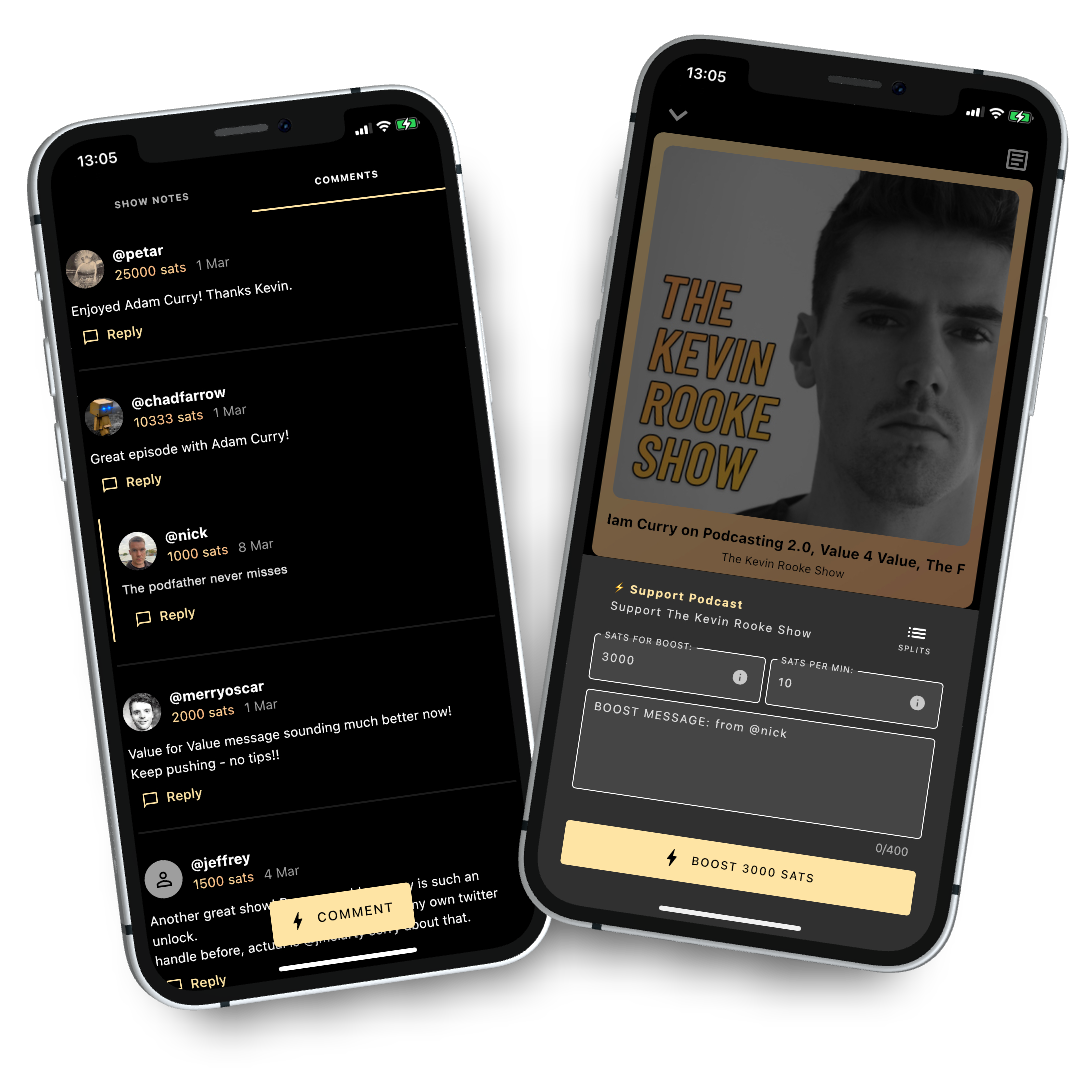 13:05
SHOW NOTES
COMMENTS
@petar
25000 sats 1 Mar
Enjoyed Adam Curry! Thanks Kevin.
Reply
@chadfarrow
10333 sats 1 Mar
Great episode with Adam Curry!
Reply
@nick
1000 sats 8 Mar
The podfather never misses
Reply
@merryoscar
2000 sats 1 Mar
Value for Value message sounding much better now!
Keep pushing - no tips!!
Reply
@jeffrey
1500 sats 4 Mar
Another great show! is such an
unlock. my own twitter
handle before, about that.
COMMENT
Reply
13:05
THE
KEVIN
ROOKE
SHOW
lam Curry on Podcasting 2.0, Value 4 Value, The F
The Kevin Rooke Show
Support Podcast
Support The Kevin Rooke Show
SPLITS
SATS FOR BOOST:
3000
SATS PER MIN:
10
BOOST MESSAGE: from @nick
0/400
BOOST 3000 SATS